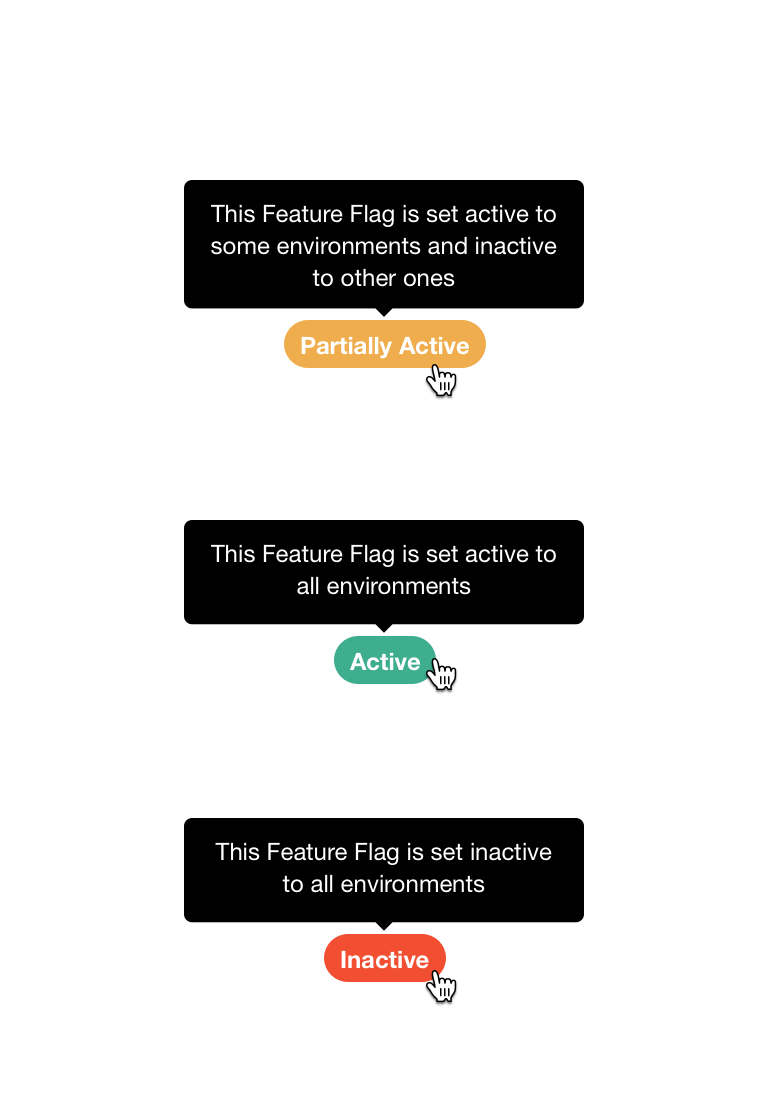 This Feature Flag is set active to
some environments and inactive
to other ones
Partially Active
This Feature Flag is set active to
all environments
Active
This Feature Flag is set inactive
to all environments
Inactive